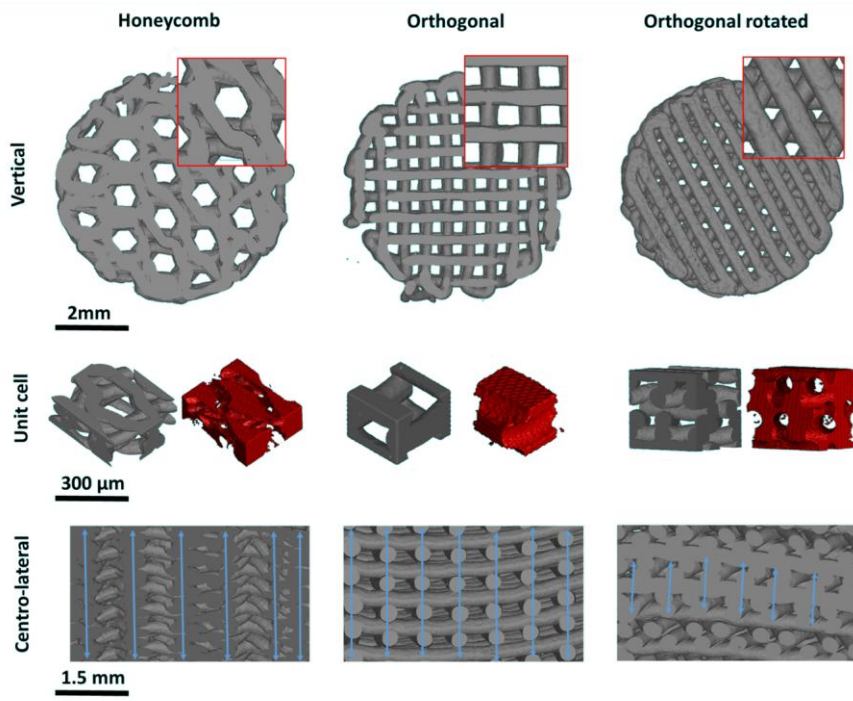 Honeycomb
Orthogonal
Orthogonal rotated
Vertical
2mm
Unit cell
300 µm
Centro-lateral
1.5 mm